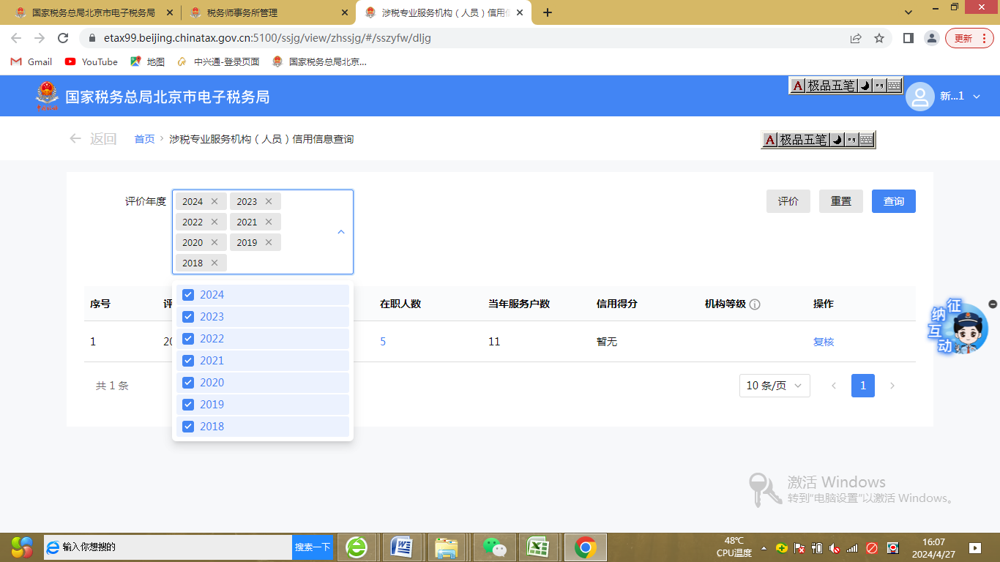 国家税务总局北京市电子税务局
税务师事务所管理
涉税专业服务机构（人员）信用
etax99.beijing.chinatax.gov.cn:5100/ssjg/view/zhssjg/#/sszyfw/dljg
更新
Gmail
YouTube
地图
中兴通-登录页面
国家税务总局北京...
国家税务总局北京市电子税务局
A 极品五笔
新...1
返回
首页
涉税专业服务机构（人员）信用信息查询
A 极品五笔
评价年度
2024 2023
2022 2021
2020 2019
2018
评价 重置 查询
序号 评 在职人数 当年服务户数 信用得分 机构等级 操作
1 20 5 11 暂无 复核
共 1 条
10 条/页
1
2024
2023
2022
2021
2020
2019
2018
征
纳
互
动
激活 Windows
转到"电脑设置"以激活 Windows。
输入你想搜的
搜索一下
48℃
CPU温度
16:07
2024/4/27